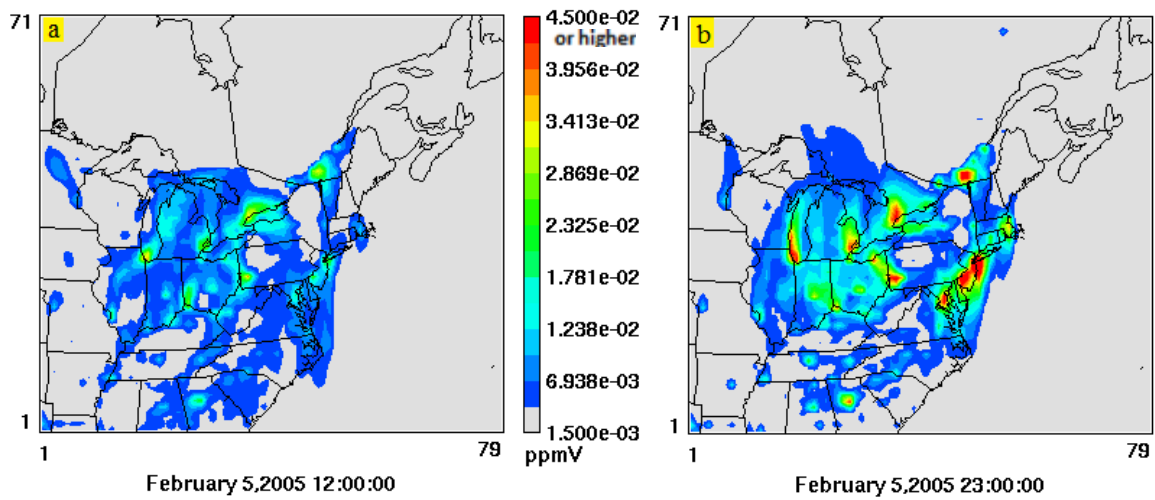 71
a
1
1
79
February 5,2005 12:00:00
4.500e-02
or higher
3.956e-02
3.413e-02
2.869e-02
2.325e-02
1.781e-02
1.238e-02
6.938e-03
1.500e-03
ppmV
71
b
1
1
79
February 5,2005 23:00:00